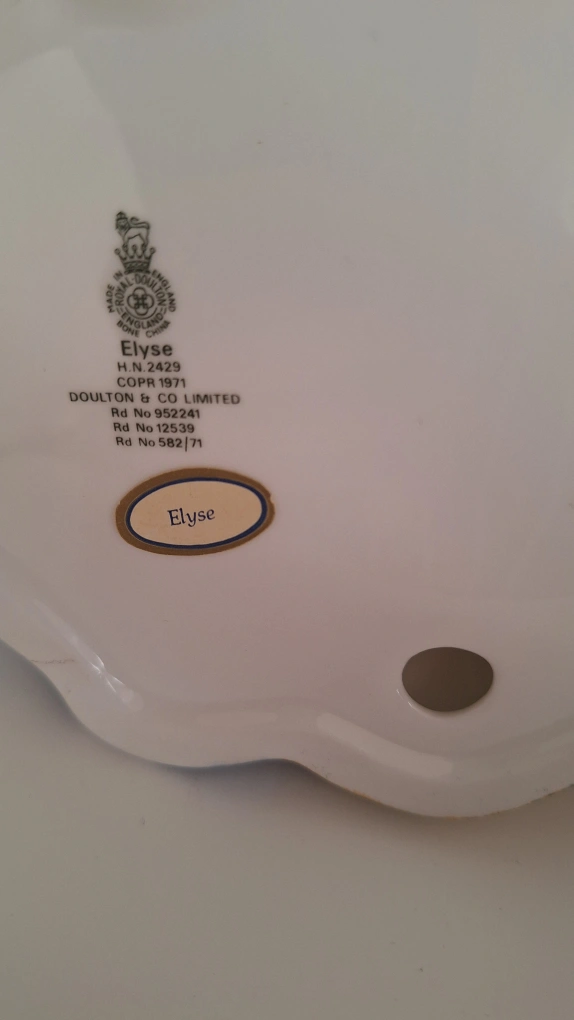 MADE IN ENGLAND
ROYAL DOULTON
ENGLAND
BONE CHINA
Elyse
H.N.2429
COPR 1971
DOULTON & CO LIMITED
Rd No 952241
Rd No 12539
Rd No 582/71
Elyse